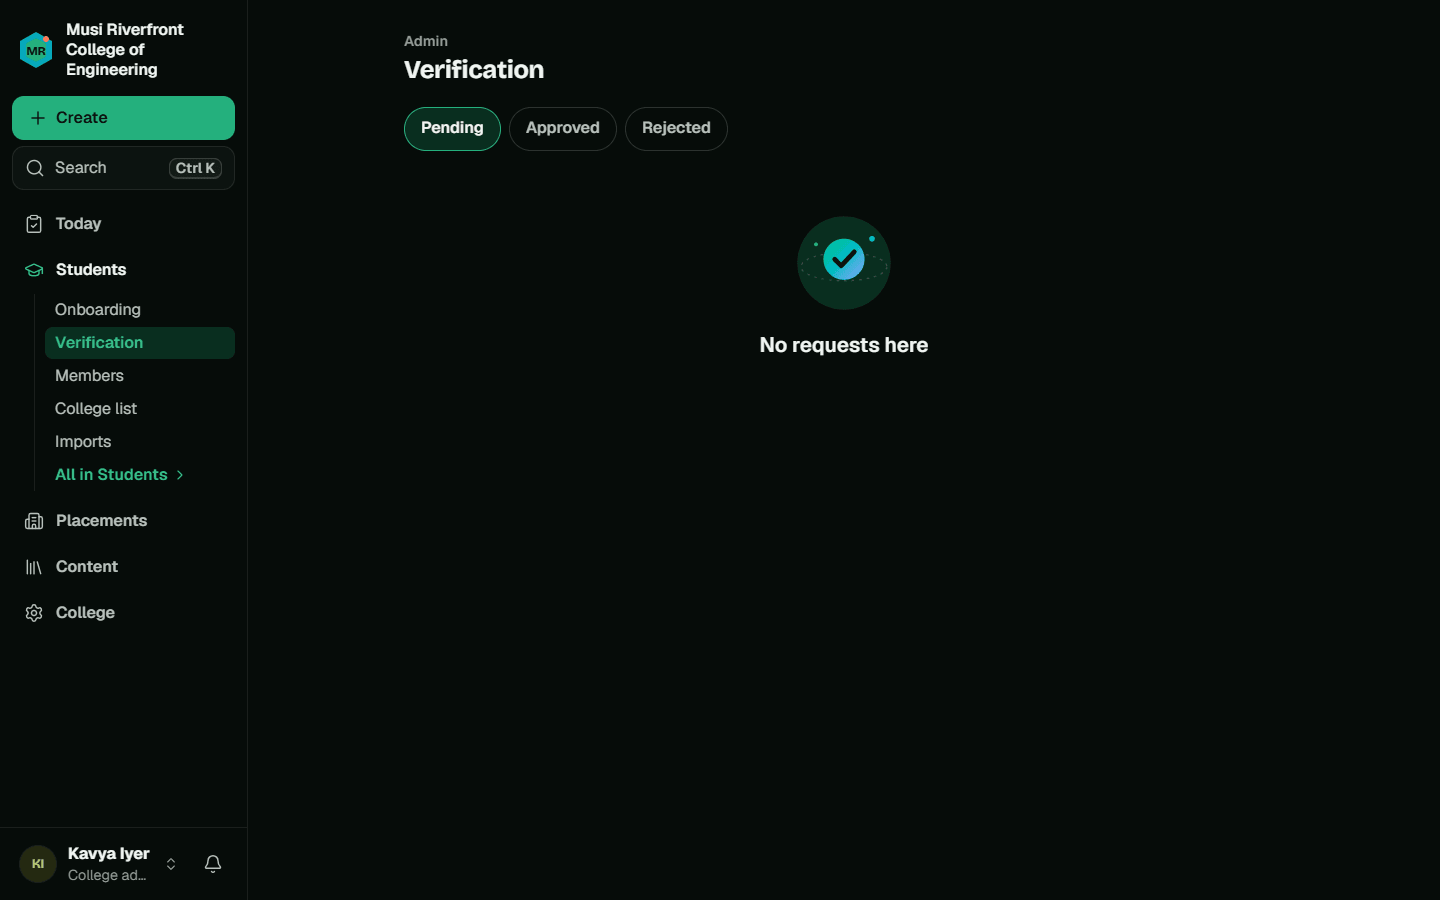 MR
Musi Riverfront
College of
Engineering
Create
Search
Ctrl K
Today
Students
Onboarding
Verification
Members
College list
Imports
All in Students
Placements
Content
College
KI
Kavya Iyer
College ad…
Admin
Verification
Pending
Approved
Rejected
No requests here